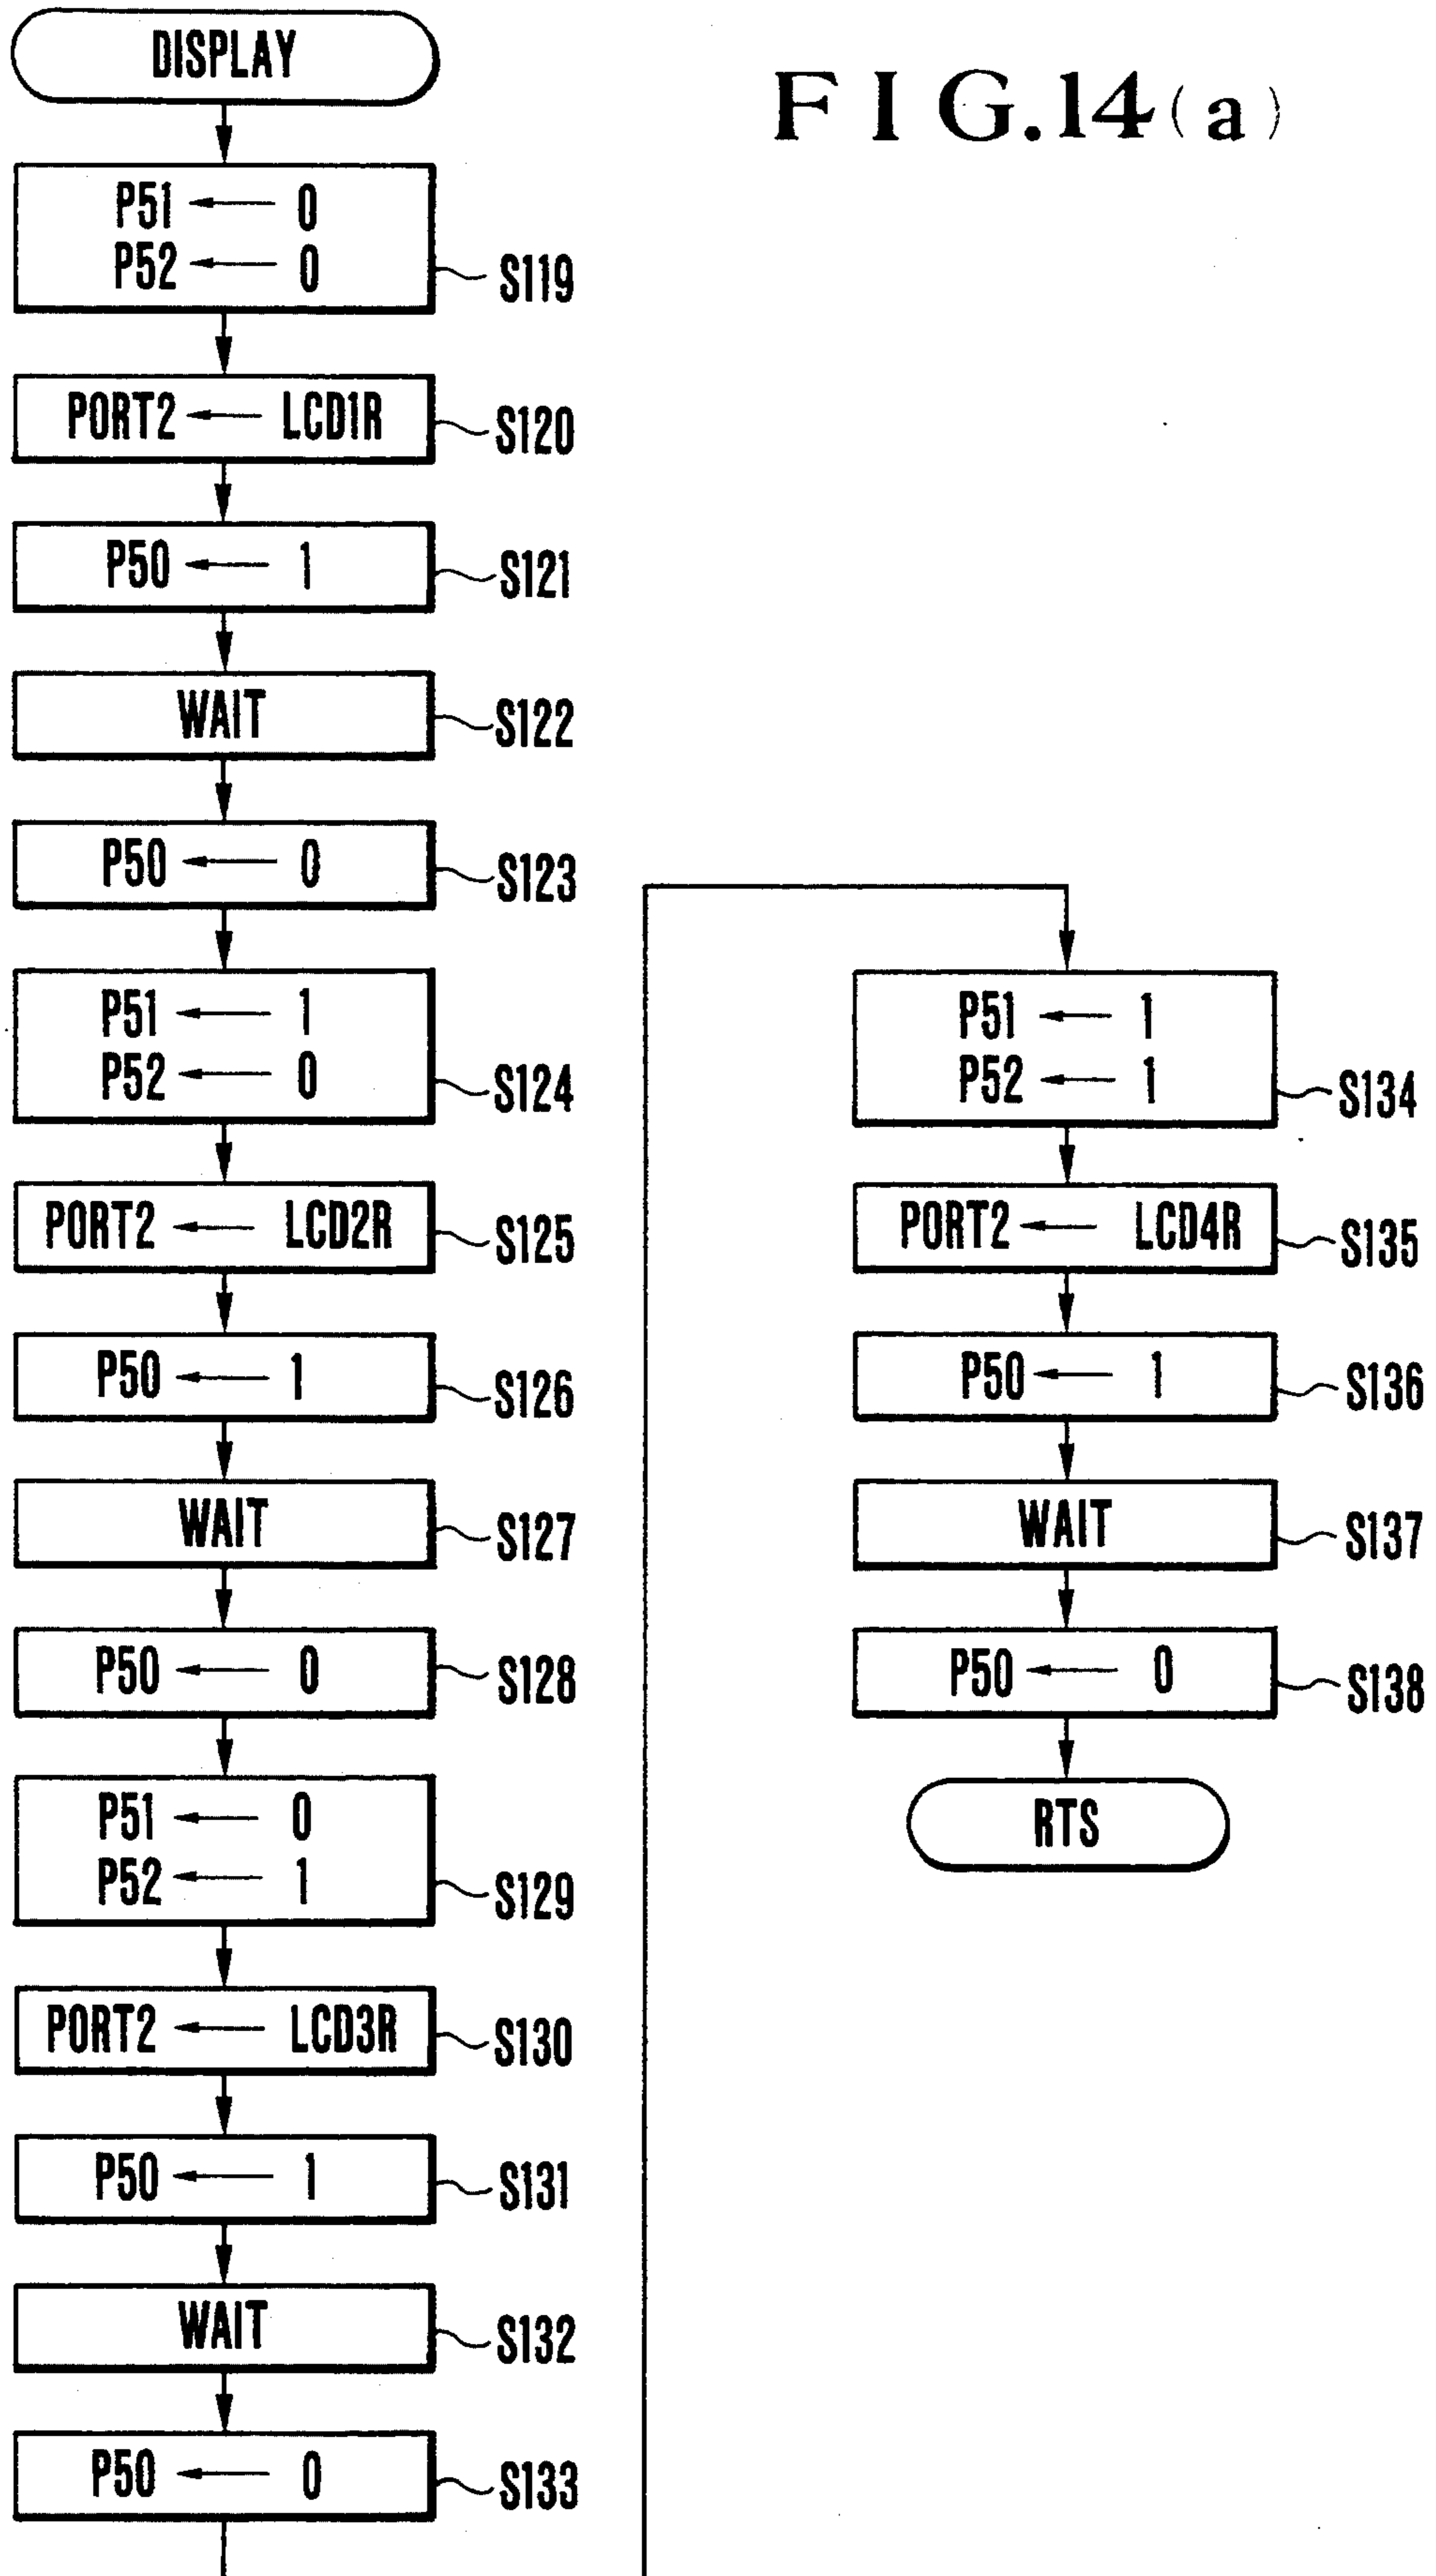 FIG.14(a)
DISPLAY
P51 ← 0
P52 ← 0
S119
PORT2 ← LCD1R
S120
P50 ← 1
S121
WAIT
S122
P50 ← 0
S123
P51 ← 1
P52 ← 0
S124
PORT2 ← LCD2R
S125
P50 ← 1
S126
WAIT
S127
P50 ← 0
S128
P51 ← 0
P52 ← 1
S129
PORT2 ← LCD3R
S130
P50 ← 1
S131
WAIT
S132
P50 ← 0
S133
P51 ← 1
P52 ← 1
S134
PORT2 ← LCD4R
S135
P50 ← 1
S136
WAIT
S137
P50 ← 0
S138
RTS